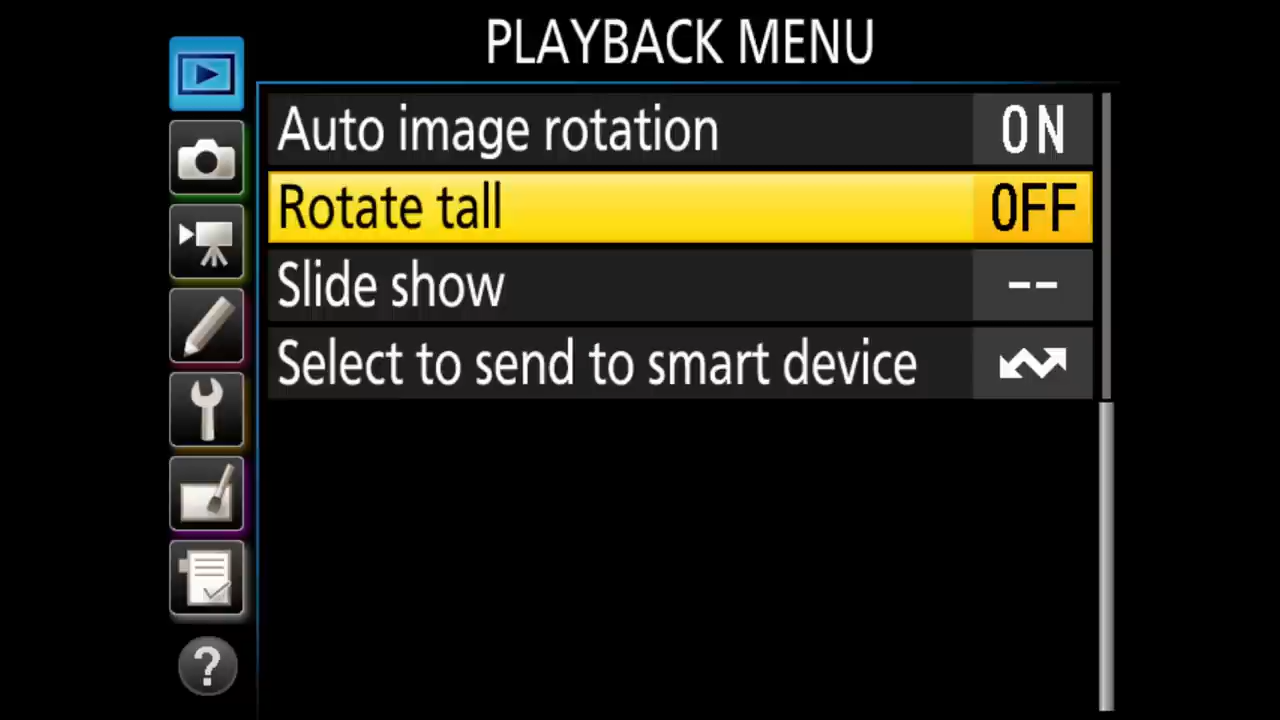 PLAYBACK MENU
Auto image rotation ON
Rotate tall OFF
Slide show --
Select to send to smart device
?